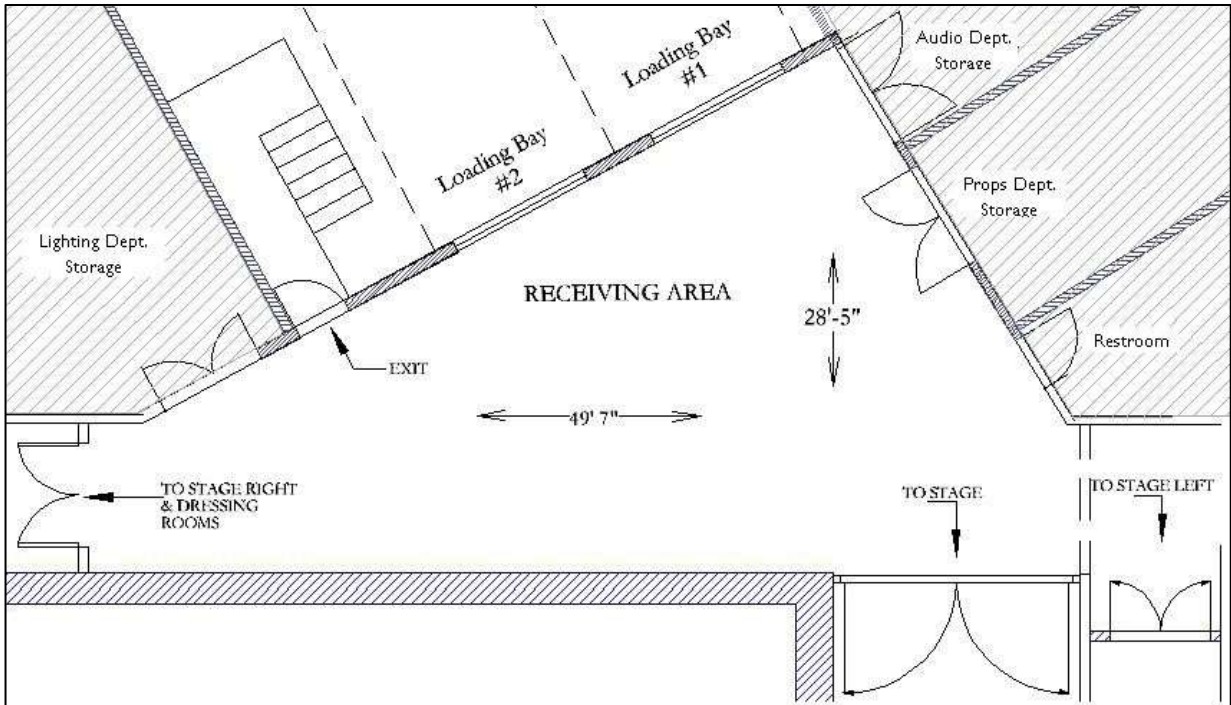 Audio Dept.
Storage
Loading Bay
#1
Loading Bay
#2
Props Dept.
Storage
Lighting Dept.
Storage
RECEIVING AREA
28'-5"
Restroom
EXIT
49' 7"
TO STAGE RIGHT
& DRESSING
ROOMS
TO STAGE
TO STAGE LEFT